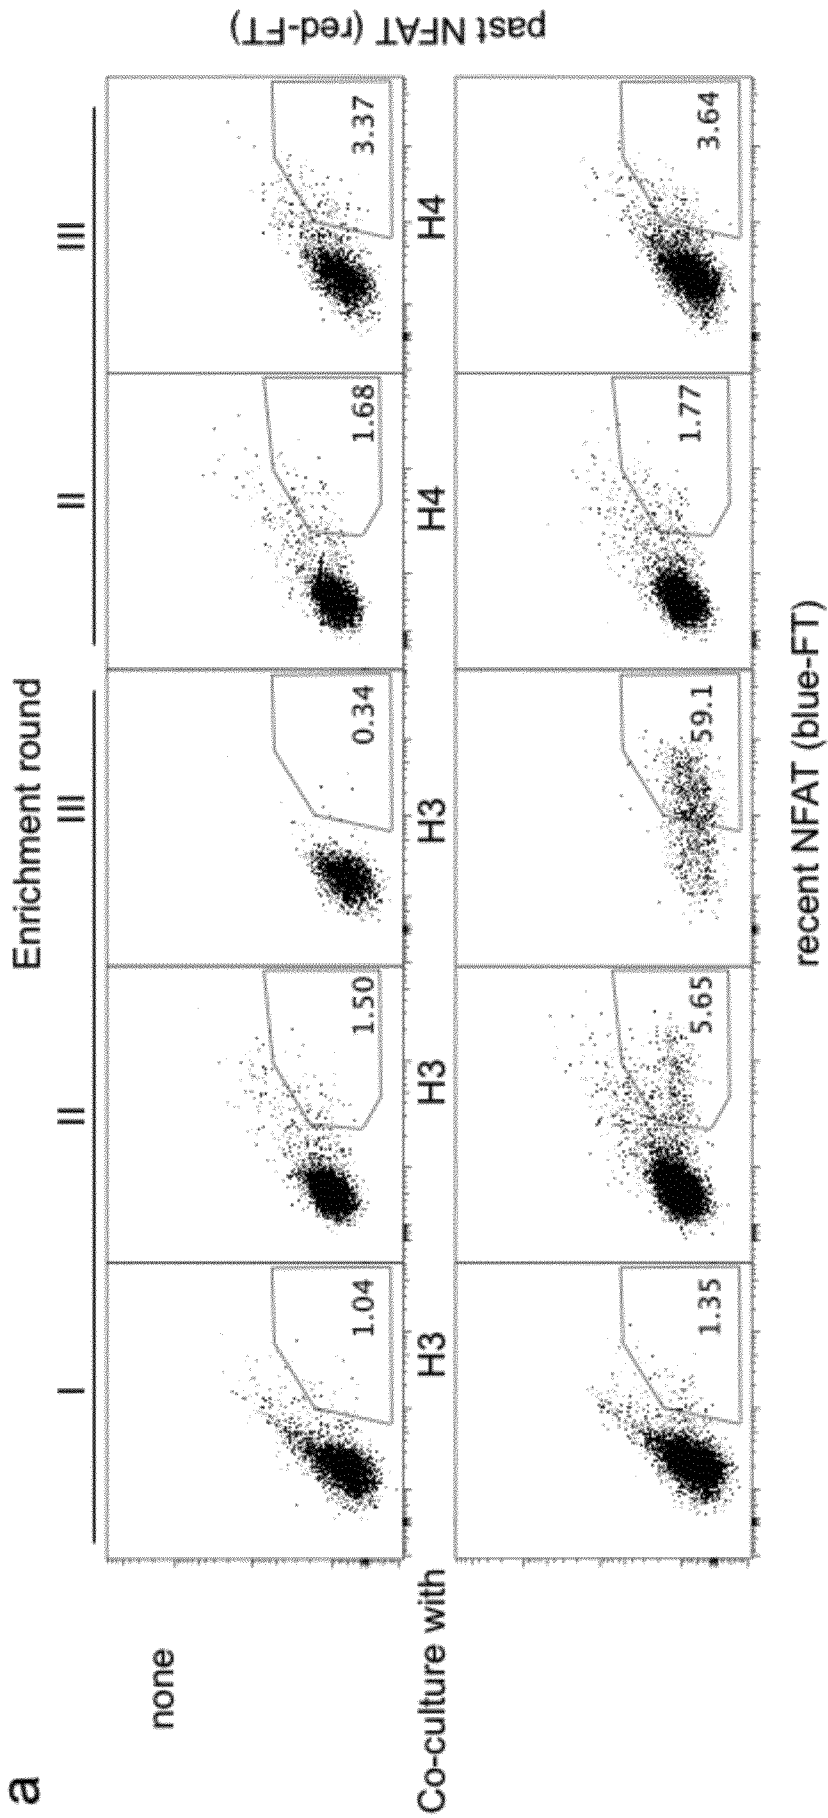 a
Enrichment round
I II III II III
none
1.04 1.50 0.34 1.68 3.37
Co-culture with H3 H3 H3 H4 H4
1.35 5.65 59.1 1.77 3.64
recent NFAT (blue-FT)
past NFAT (red-FT)